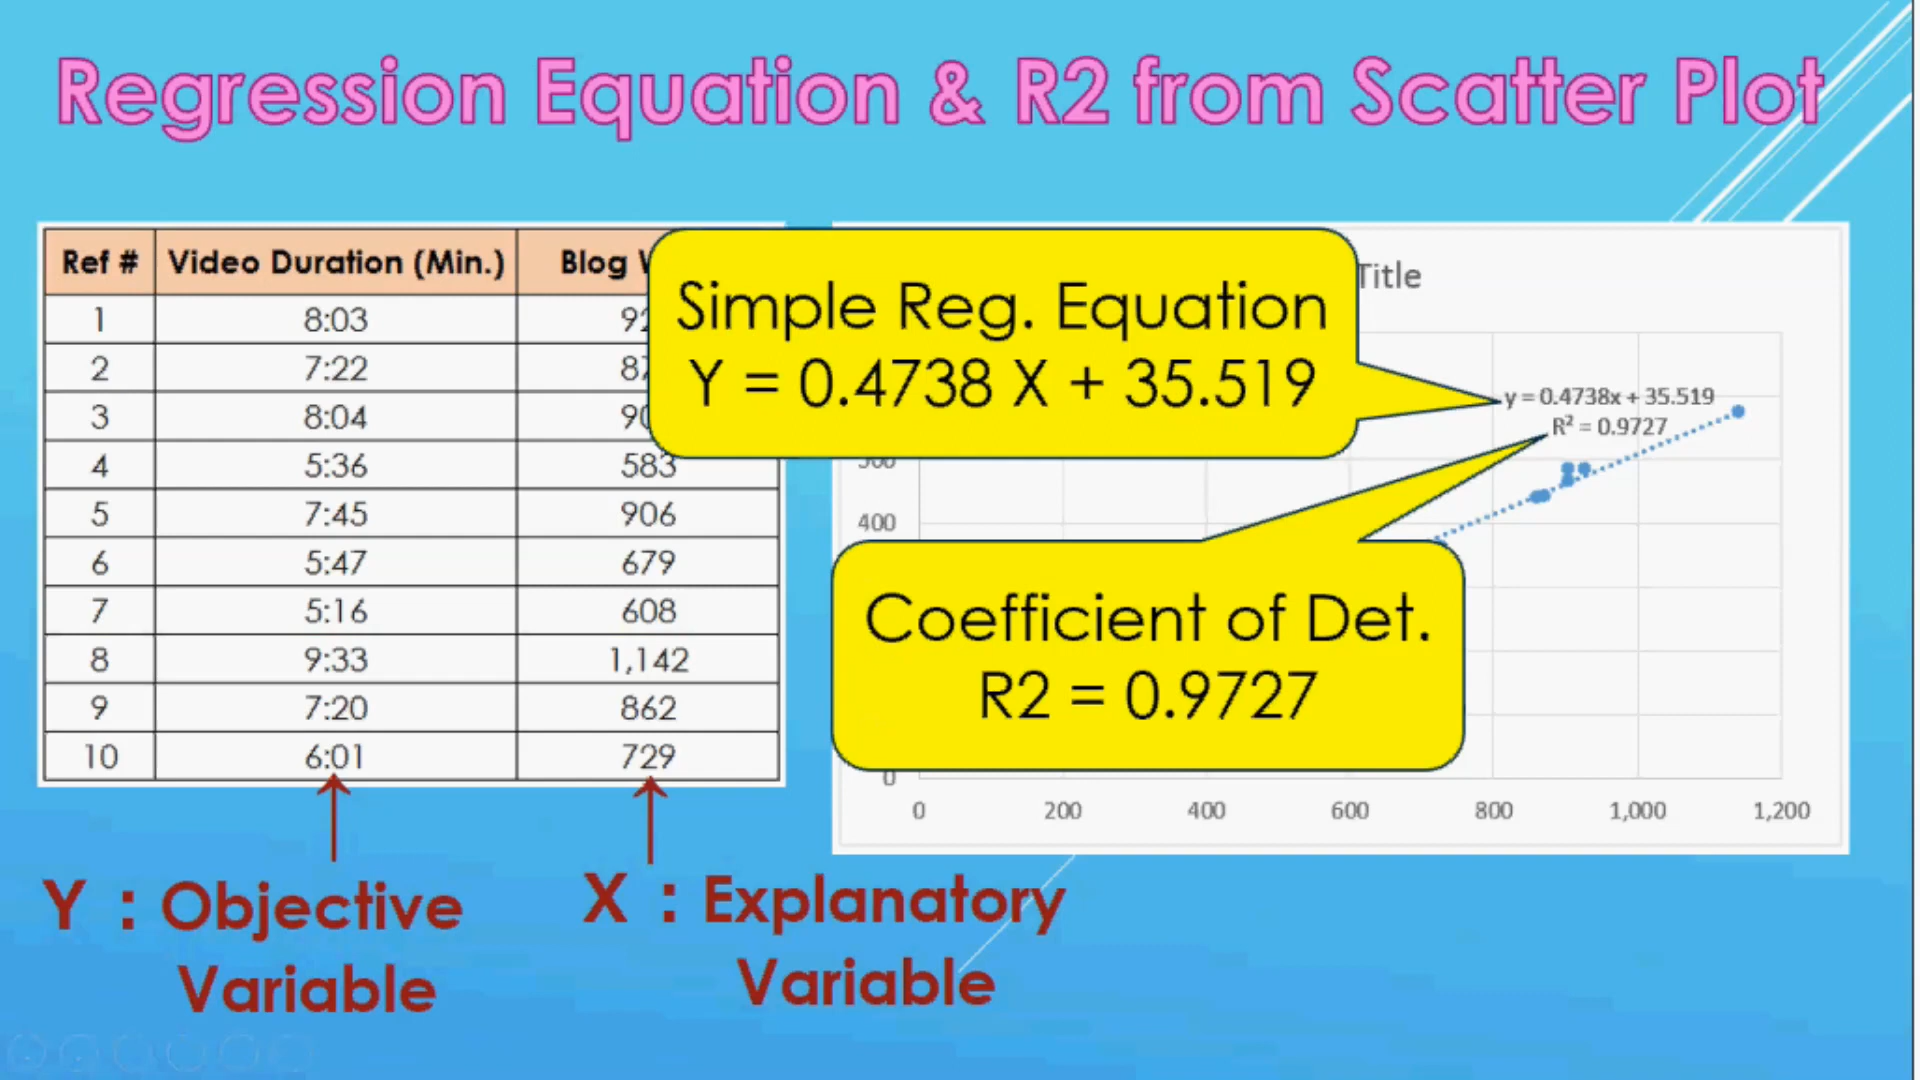 Regression Equation & R2 from Scatter Plot
Ref # Video Duration (Min.) Blog
1 8:03
2 7:22
3 8:04
4 5:36 583
5 7:45 906
6 5:47 679
7 5:16 608
8 9:33 1,142
9 7:20 862
10 6:01 729
Simple Reg. Equation
Y = 0.4738 X + 35.519
Title
y = 0.4738x + 35.519
R² = 0.9727
400
0
0 200 400 600 800 1,000 1,200
Coefficient of Det.
R2 = 0.9727
Y : Objective
Variable
X : Explanatory
Variable